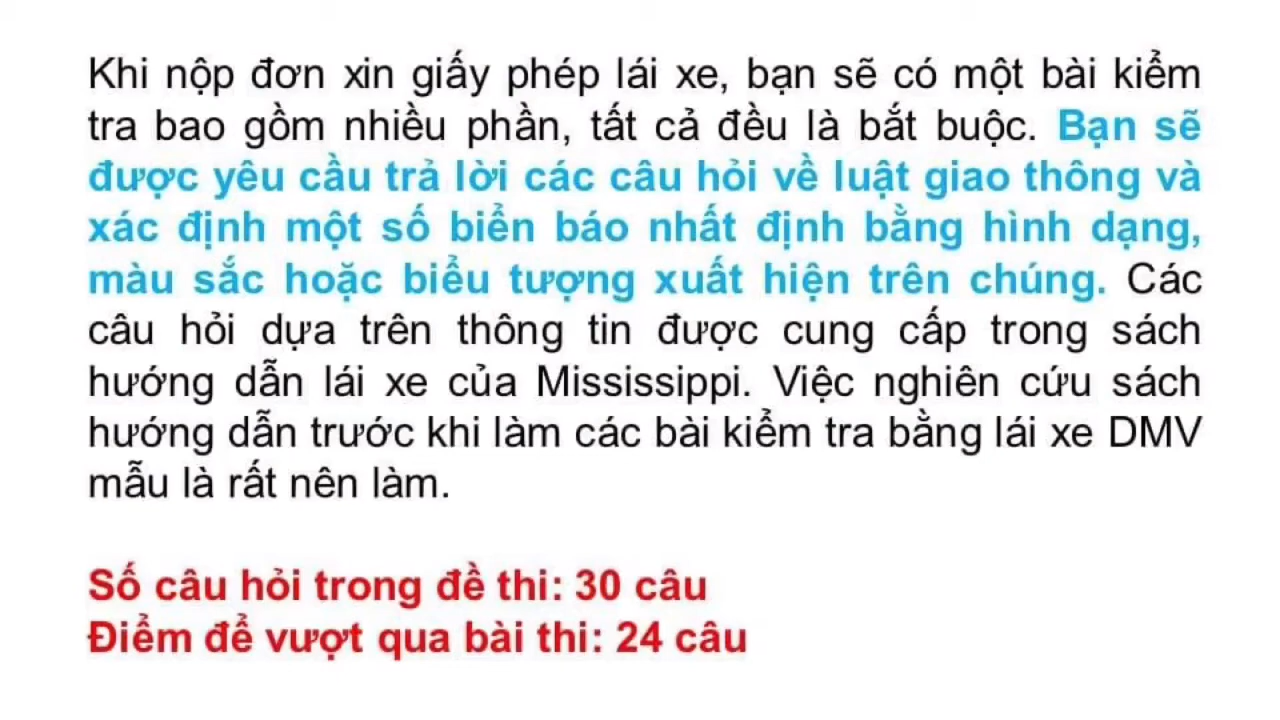 Khi nộp đơn xin giấy phép lái xe, bạn sẽ có một bài kiểm
tra bao gồm nhiều phần, tất cả đều là bắt buộc. Bạn sẽ
được yêu cầu trả lời các câu hỏi về luật giao thông và
xác định một số biển báo nhất định bằng hình dạng,
màu sắc hoặc biểu tượng xuất hiện trên chúng. Các
câu hỏi dựa trên thông tin được cung cấp trong sách
hướng dẫn lái xe của Mississippi. Việc nghiên cứu sách
hướng dẫn trước khi làm các bài kiểm tra bằng lái xe DMV
mẫu là rất nên làm.
Số câu hỏi trong đề thi: 30 câu
Điểm để vượt qua bài thi: 24 câu